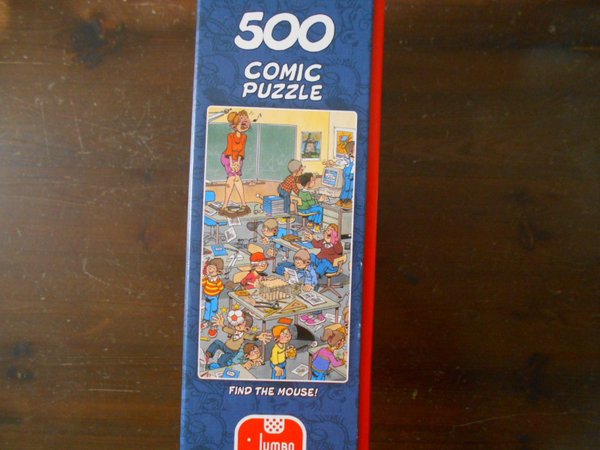 500
COMIC
PUZZLE
FIND THE MOUSE!
Jumbo